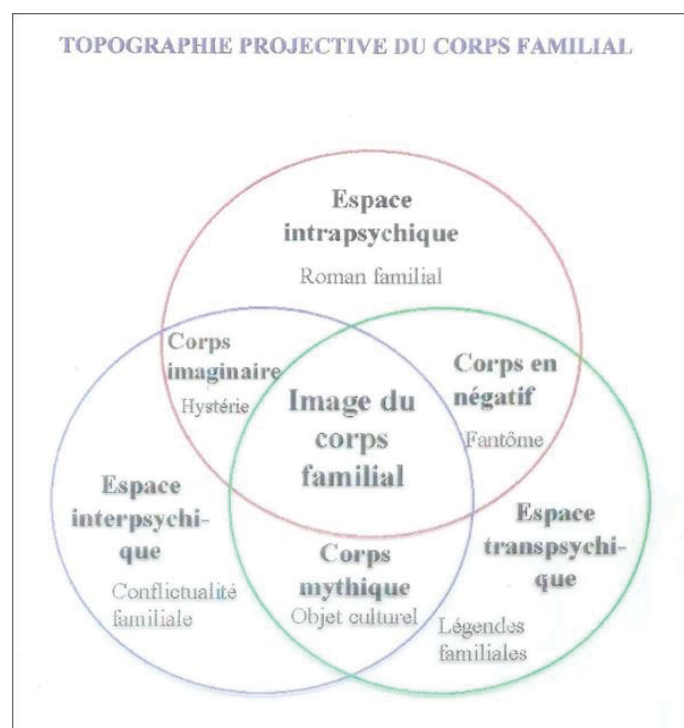 TOPOGRAPHIE PROJECTIVE DU CORPS FAMILIAL
Espace
intrapsychique
Roman familial
Corps
imaginaire
Hystérie
Corps en
négatif
Fantôme
Image du
corps
familial
Espace
interpsychi-
que
Conflictualité
familiale
Espace
transpsychi-
que
Légendes
familiales
Corps
mythique
Objet culturel